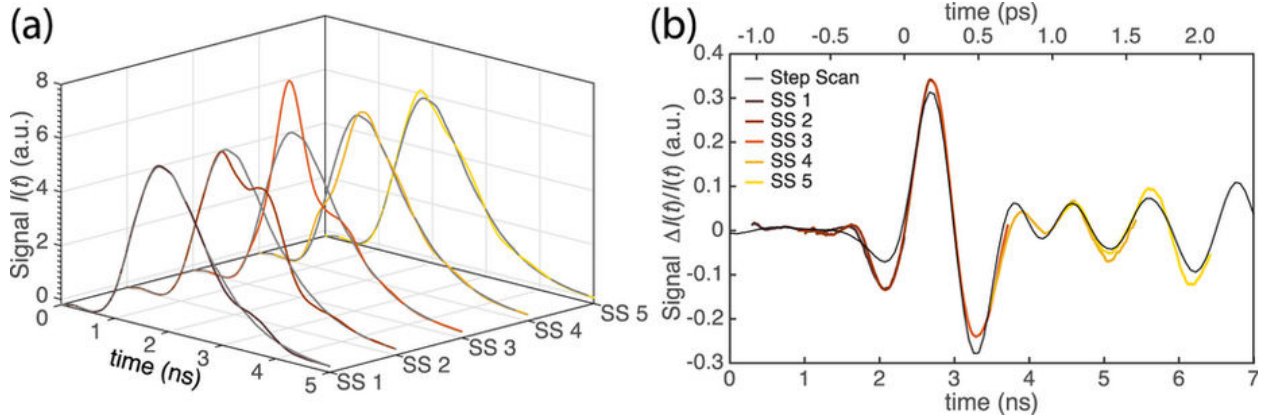 (a)
Signal I(t) (a.u.)
8
6
4
2
0
0
1
2
3
4
5
time (ns)
SS 1
SS 2
SS 3
SS 4
SS 5
(b)
time (ps)
-1.0
-0.5
0
0.5
1.0
1.5
2.0
Signal ΔI(t)/I(t) (a.u.)
0.4
0.3
0.2
0.1
0
-0.1
-0.2
-0.3
Step Scan
SS 1
SS 2
SS 3
SS 4
SS 5
0
1
2
3
4
5
6
7
time (ns)